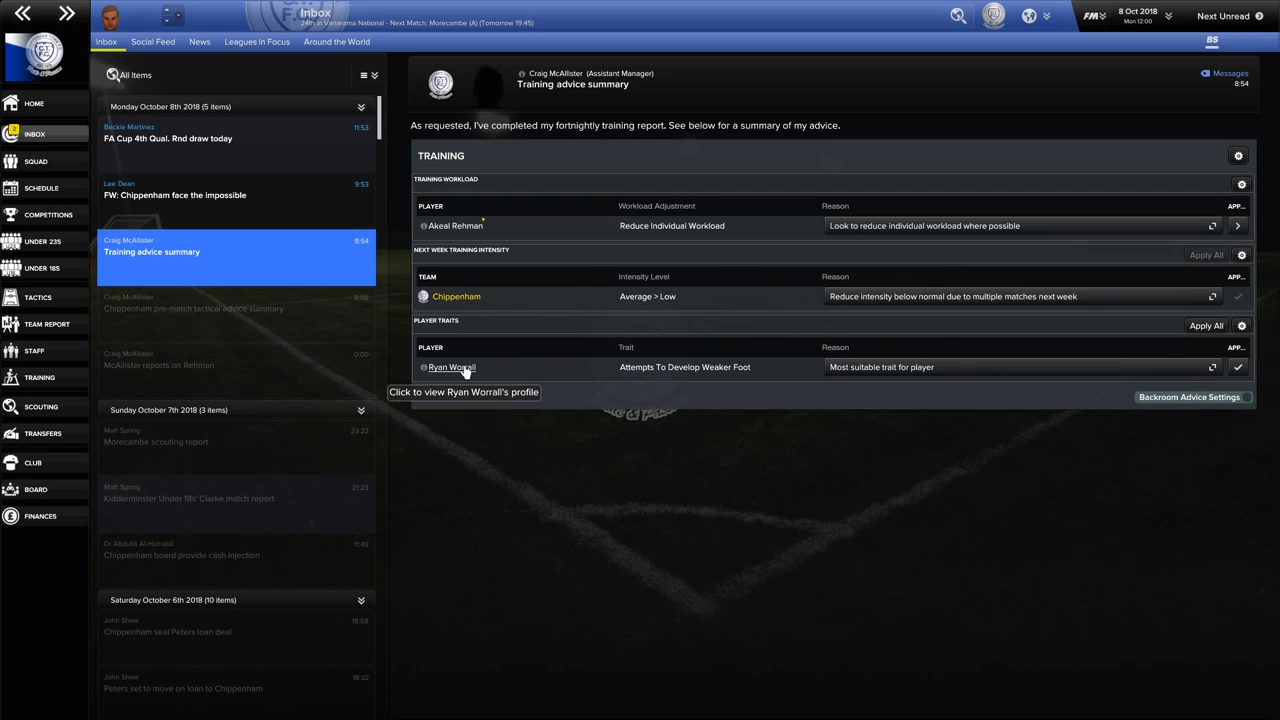 Inbox
24th in Vanarama National - Next Match: Morecambe (A) (Tomorrow 19:45)
FM
8 Oct 2018
Mon 12:00
Next Unread
Inbox
Social Feed
News
Leagues in Focus
Around the World
BS
HOME
2
INBOX
SQUAD
SCHEDULE
COMPETITIONS
UNDER 23S
UNDER 18S
TACTICS
TEAM REPORT
STAFF
TRAINING
SCOUTING
TRANSFERS
CLUB
BOARD
FINANCES
All Items
Monday October 8th 2018 (5 items)
Beckie Martinez 11:53
FA Cup 4th Qual. Rnd draw today
Lee Dean 9:53
FW: Chippenham face the impossible
Craig McAllister 8:54
Training advice summary
Craig McAllister 8:50
Chippenham pre-match tactical advice summary
Craig McAllister 0:00
McAllister reports on Rehman
Sunday October 7th 2018 (3 items)
Matt Spring 23:22
Morecambe scouting report
Matt Spring 21:23
Kidderminster Under 18s' Clarke match report
Dr Abdulla Al-Humaidi 11:49
Chippenham board provide cash injection
Saturday October 6th 2018 (10 items)
John Shaw 18:58
Chippenham seal Peters loan deal
John Shaw 18:32
Peters set to move on loan to Chippenham
Craig McAllister (Assistant Manager)
Training advice summary
Messages
8:54
As requested, I've completed my fortnightly training report. See below for a summary of my advice.
TRAINING
TRAINING WORKLOAD
PLAYER Workload Adjustment Reason APP...
Akeal Rehman Reduce Individual Workload Look to reduce individual workload where possible
NEXT WEEK TRAINING INTENSITY Apply All
TEAM Intensity Level Reason APP...
Chippenham Average > Low Reduce intensity below normal due to multiple matches next week
PLAYER TRAITS Apply All
PLAYER Trait Reason APP...
Ryan Worrall Attempts To Develop Weaker Foot Most suitable trait for player
Click to view Ryan Worrall's profile
Backroom Advice Settings